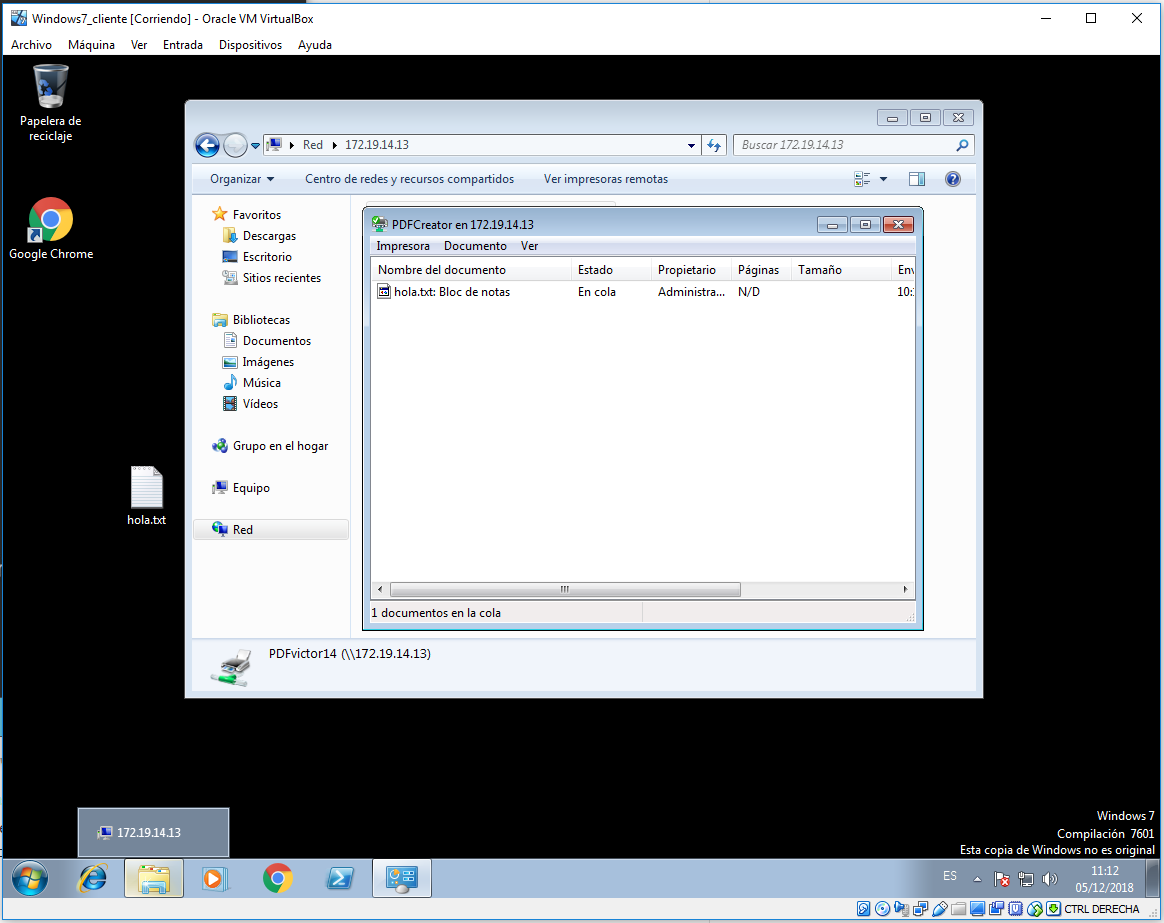 Windows7_cliente [Corriendo] - Oracle VM VirtualBox
Archivo Máquina Ver Entrada Dispositivos Ayuda
Papelera de
reciclaje
Google Chrome
hola.txt
Red 172.19.14.13
Buscar 172.19.14.13
Organizar Centro de redes y recursos compartidos Ver impresoras remotas
Favoritos
Descargas
Escritorio
Sitios recientes
Bibliotecas
Documentos
Imágenes
Música
Vídeos
Grupo en el hogar
Equipo
Red
PDFCreator en 172.19.14.13
Impresora Documento Ver
Nombre del documento Estado Propietario Páginas Tamaño Env
hola.txt: Bloc de notas En cola Administra... N/D 10:
1 documentos en la cola
PDFvictor14 (\\172.19.14.13)
172.19.14.13
Windows 7
Compilación 7601
Esta copia de Windows no es original
ES
11:12
05/12/2018
CTRL DERECHA